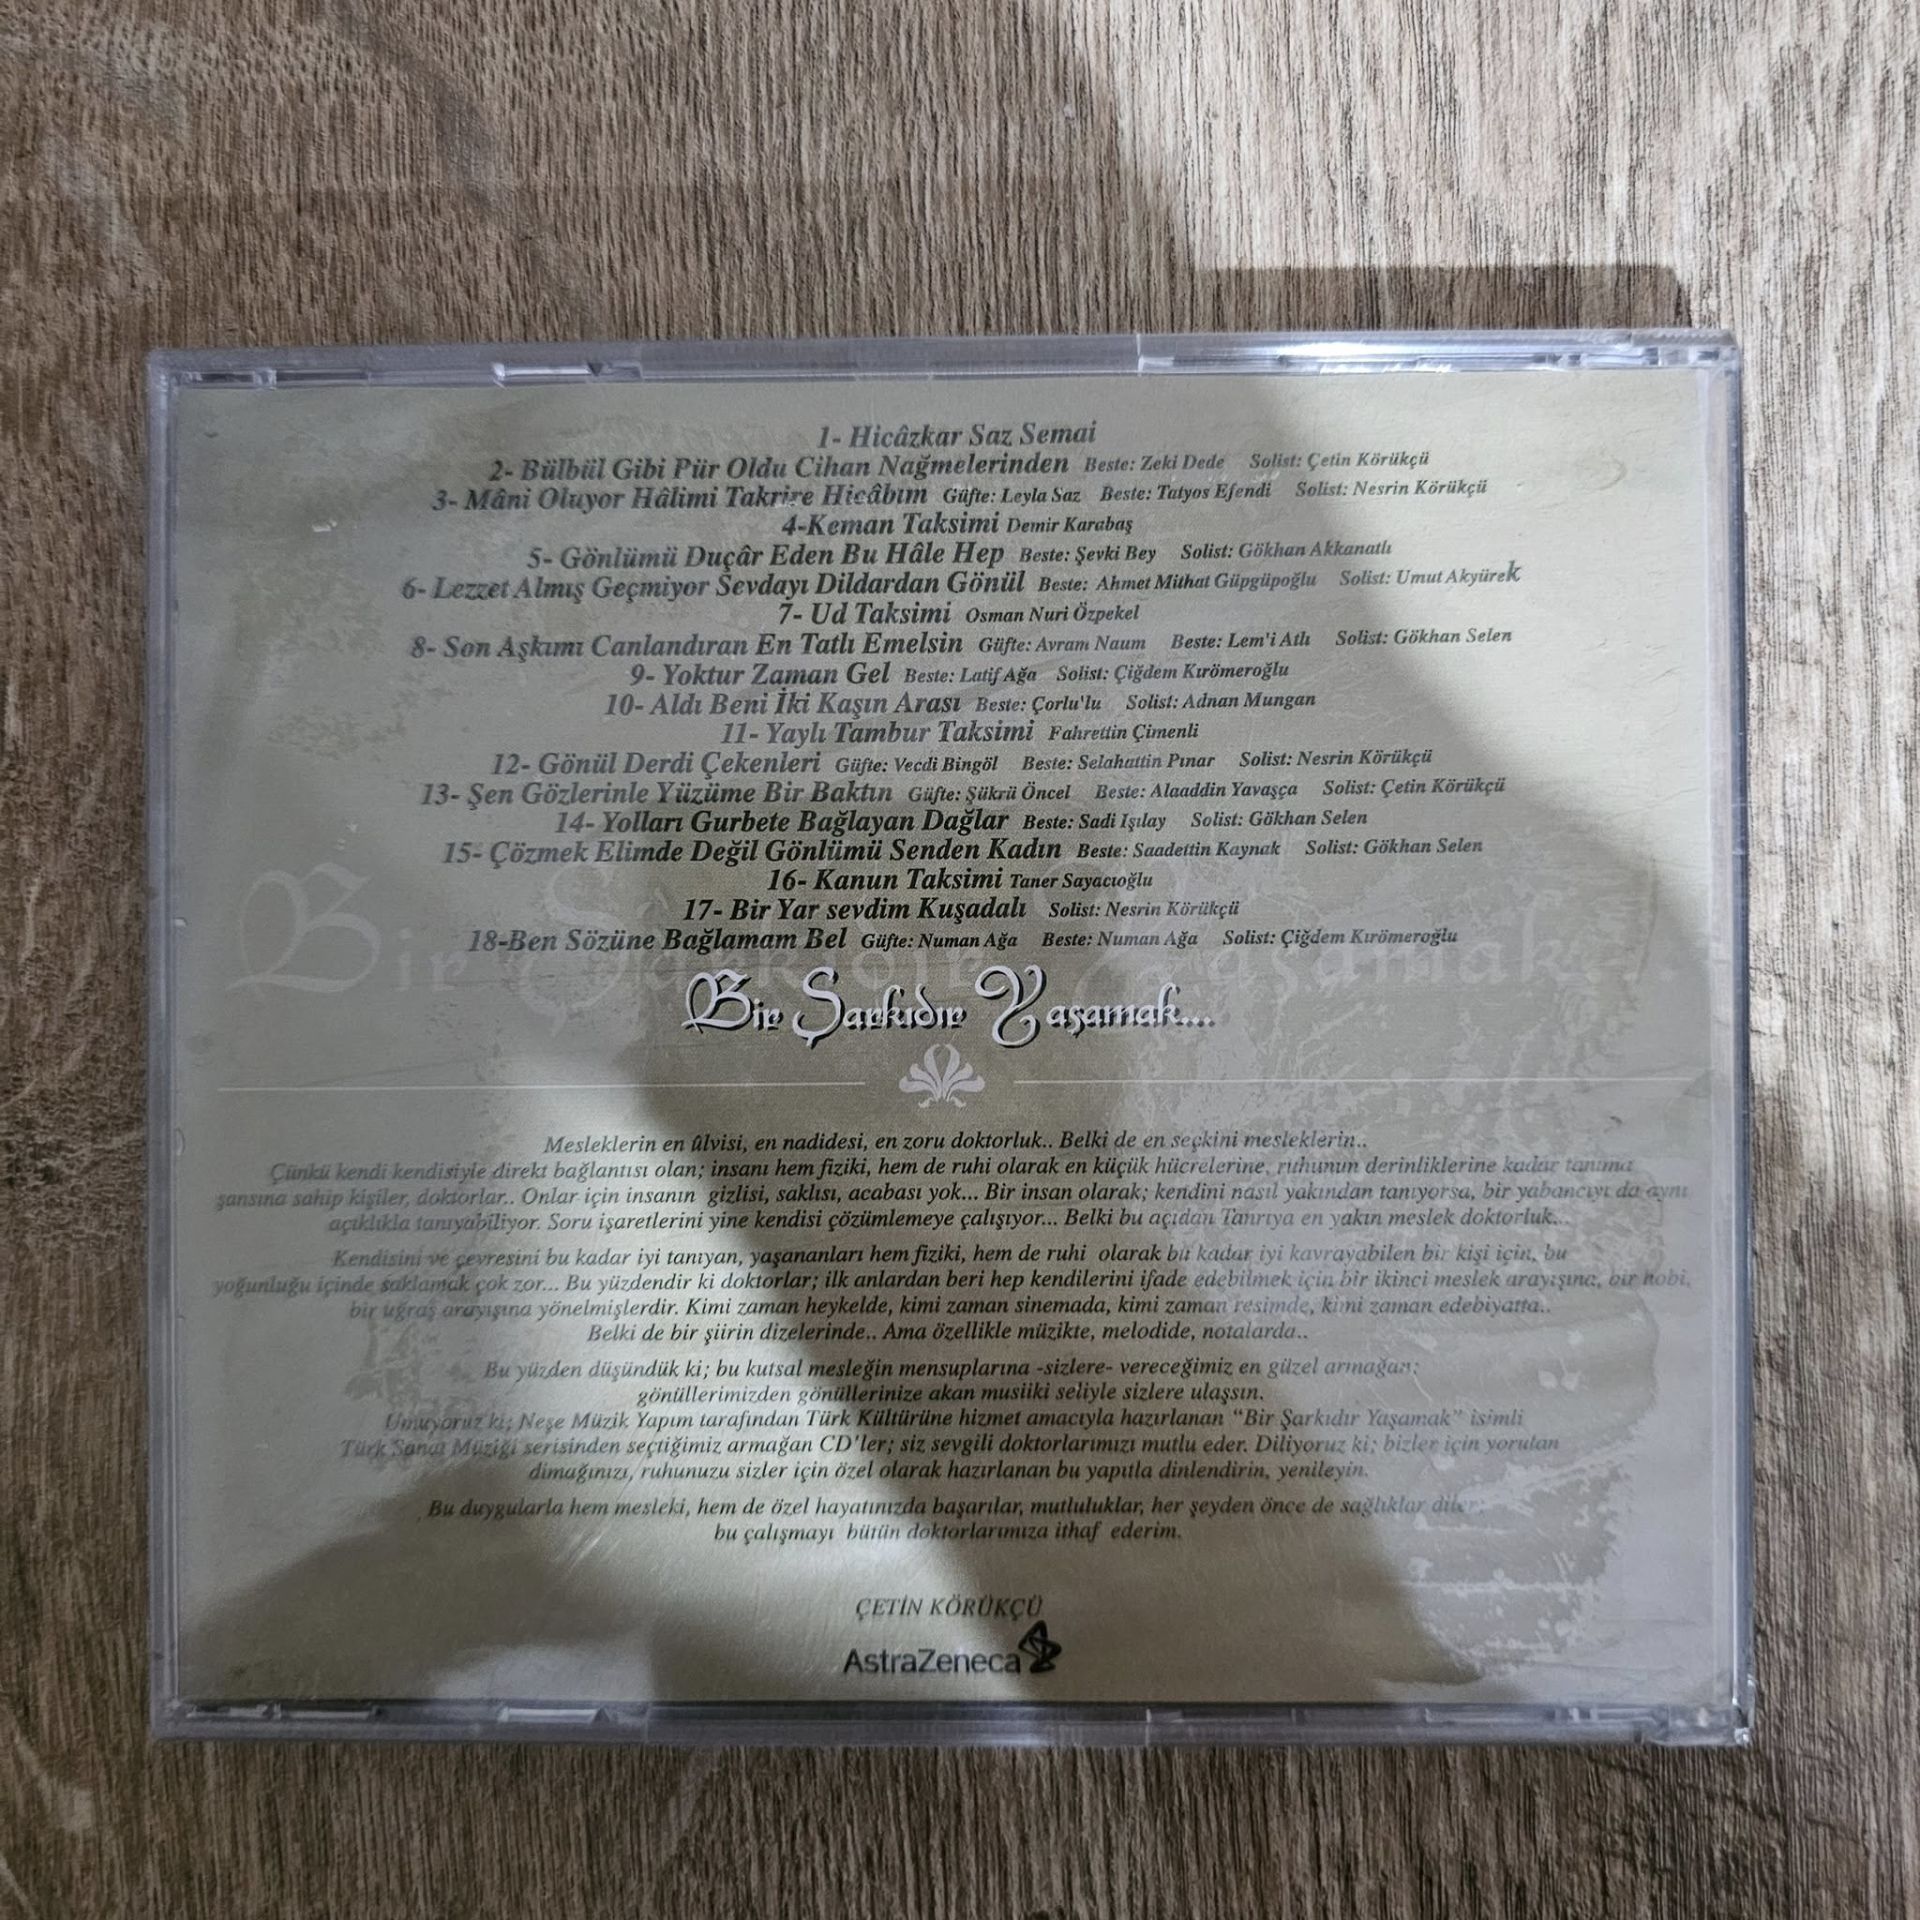 1- Hicâzkar Saz Semai
2- Bülbül Gibi Pür Oldu Cihan Nağmelerinden Beste: Zeki Dede Solist: Çetin Körükçü
3- Mâni Oluyor Hâlimi Takrire Hicâbım Güfte: Leyla Saz Beste: Tatyos Efendi Solist: Nesrin Körükçü
4-Keman Taksimi Demir Karabaş
5- Gönlümü Duçâr Eden Bu Hâle Hep Beste: Şevki Bey Solist: Gökhan Akkanatlı
6- Lezzet Almış Geçmiyor Sevdayı Dildardan Gönül Beste: Ahmet Mithat Güpgüpoğlu Solist: Umut Akyürek
7- Ud Taksimi Osman Nuri Özpekel
8- Son Aşkımı Canlandıran En Tatlı Emelsin Güfte: Avram Naum Beste: Lem'i Atlı Solist: Gökhan Selen
9- Yoktur Zaman Gel Beste: Latif Ağa Solist: Çiğdem Kırömeroğlu
10- Aldı Beni İki Kaşın Arası Beste: Çorlu'lu Solist: Adnan Mungan
11- Yaylı Tambur Taksimi Fahrettin Çimenli
12- Gönül Derdi Çekenleri Güfte: Vecdi Bingöl Beste: Selahattin Pınar Solist: Nesrin Körükçü
13- Şen Gözlerinle Yüzüme Bir Baktın Güfte: Şükrü Öncel Beste: Alaaddin Yavaşça Solist: Çetin Körükçü
14- Yolları Gurbete Bağlayan Dağlar Beste: Sadi Işılay Solist: Gökhan Selen
15- Çözmek Elimde Değil Gönlümü Senden Kadın Beste: Saadettin Kaynak Solist: Gökhan Selen
16- Kanun Taksimi Taner Sayacıoğlu
17- Bir Yar sevdim Kuşadalı Solist: Nesrin Körükçü
18-Ben Sözüne Bağlamam Bel Güfte: Numan Ağa Beste: Numan Ağa Solist: Çiğdem Kırömeroğlu
Bir Şarkıdır Yaşamak...
Bir Şarkıdır Yaşamak...
Mesleklerin en ûlvisi, en nadidesi, en zoru doktorluk.. Belki de en seçkini mesleklerin..
Çünkü kendi kendisiyle direkt bağlantısı olan; insanı hem fiziki, hem de ruhi olarak en küçük hücrelerine, ruhunun derinliklerine kadar tanıma
şansına sahip kişiler, doktorlar.. Onlar için insanın gizlisi, saklısı, acabası yok... Bir insan olarak; kendini nasıl yakından tanıyorsa, bir yabancıyı da aynı
açıklıkla tanıyabiliyor. Soru işaretlerini yine kendisi çözümlemeye çalışıyor... Belki bu açıdan Tanrıya en yakın meslek doktorluk...
Kendisini ve çevresini bu kadar iyi tanıyan, yaşananları hem fiziki, hem de ruhi olarak bu kadar iyi kavrayabilen bir kişi için, bu
yoğunluğu içinde saklamak çok zor... Bu yüzdendir ki doktorlar; ilk anlardan beri hep kendilerini ifade edebilmek için bir ikinci meslek arayışına, bir hobi,
bir uğraş arayışına yönelmişlerdir. Kimi zaman heykelde, kimi zaman sinemada, kimi zaman resimde, kimi zaman edebiyatta..
Belki de bir şiirin dizelerinde.. Ama özellikle müzikte, melodide, notalarda..
Bu yüzden düşündük ki; bu kutsal mesleğin mensuplarına -sizlere- vereceğimiz en güzel armağan;
gönüllerimizden gönüllerinize akan musiiki seliyle sizlere ulaşsın.
Umuyoruz ki; Neşe Müzik Yapım tarafından Türk Kültürüne hizmet amacıyla hazırlanan "Bir Şarkıdır Yaşamak" isimli
Türk Sanat Müziği serisinden seçtiğimiz armağan CD'ler; siz sevgili doktorlarımızı mutlu eder. Diliyoruz ki; bizler için yorulan
dimağınızı, ruhunuzu sizler için özel olarak hazırlanan bu yapıtla dinlendirin, yenileyin.
Bu duygularla hem mesleki, hem de özel hayatınızda başarılar, mutluluklar, her şeyden önce de sağlıklar diler;
bu çalışmayı bütün doktorlarımıza ithaf ederim.
ÇETİN KÖRÜKÇÜ
AstraZeneca